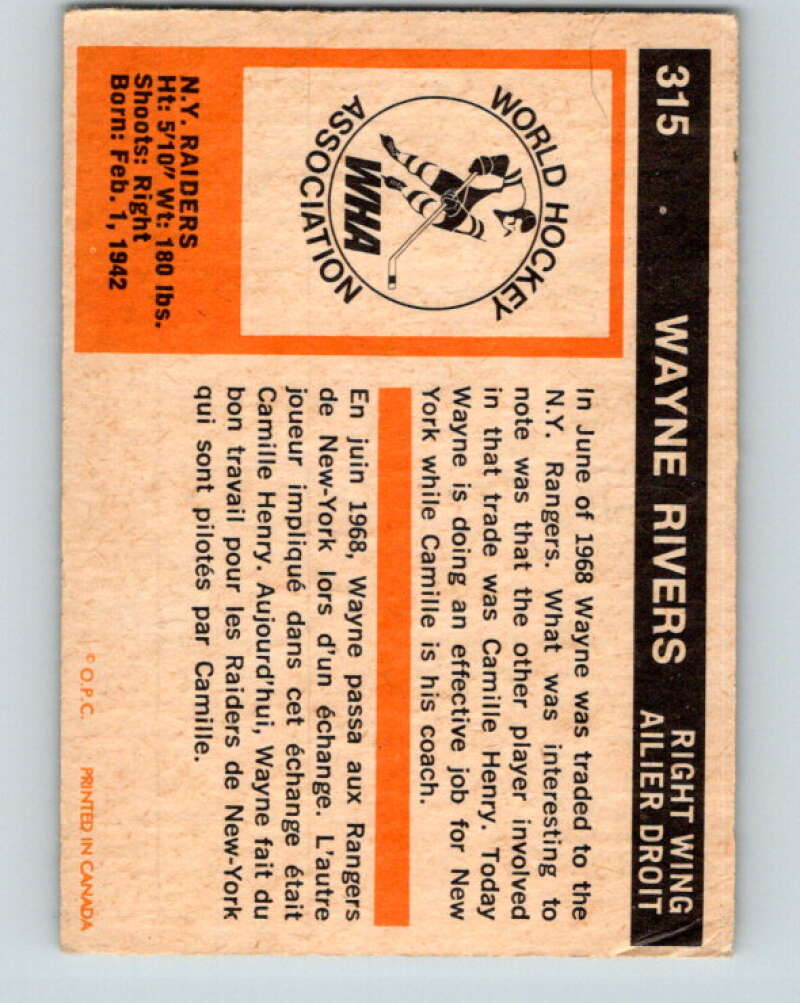 315 WAYNE RIVERS
RIGHT WING
AILIER DROIT
WORLD HOCKEY
ASSOCIATION
WHA
N.Y. RAIDERS
Ht: 5'10" Wt: 180 lbs.
Shoots: Right
Born: Feb. 1, 1942
In June of 1968 Wayne was traded to the
N.Y. Rangers. What was interesting to
note was that the other player involved
in that trade was Camille Henry. Today
Wayne is doing an effective job for New
York while Camille is his coach.
En juin 1968, Wayne passa aux Rangers
de New-York lors d'un échange. L'autre
joueur impliqué dans cet échange était
Camille Henry. Aujourd'hui, Wayne fait du
bon travail pour les Raiders de New-York
qui sont pilotés par Camille.
© O.P.C. PRINTED IN CANADA